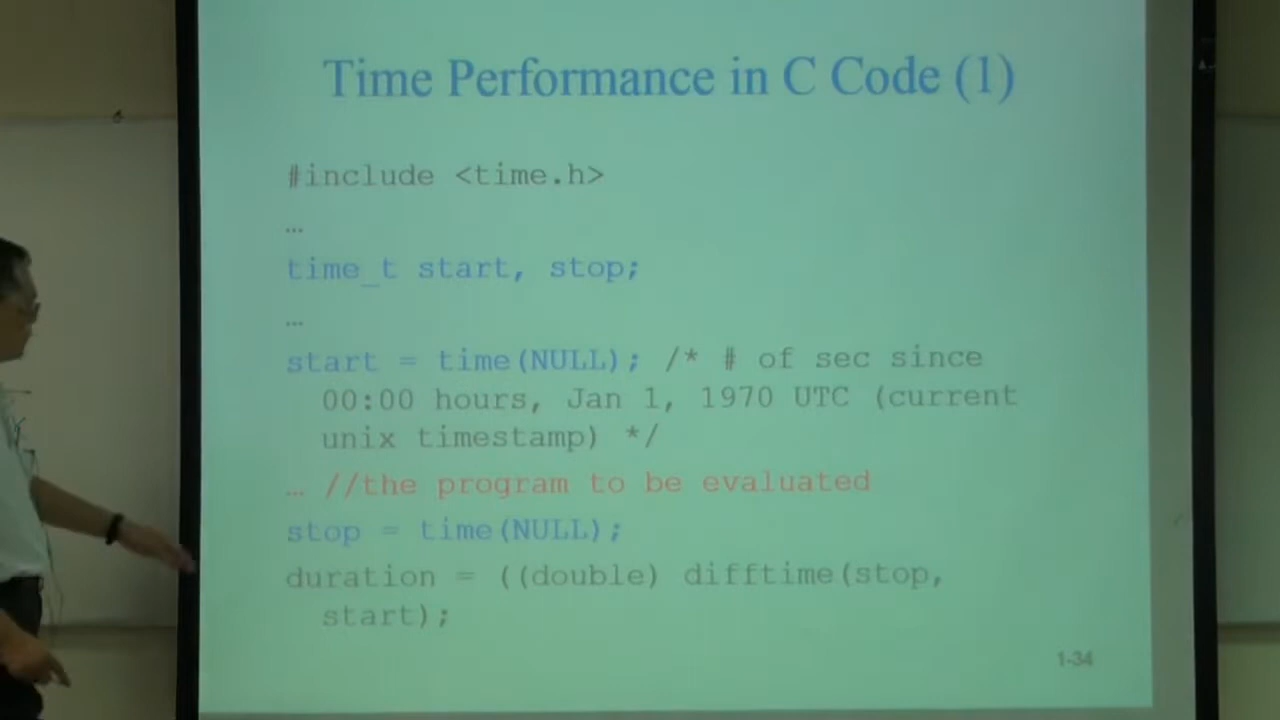 Time Performance in C Code (1)
#include <time.h>
…
time_t start, stop;
…
start = time(NULL); /* # of sec since
00:00 hours, Jan 1, 1970 UTC (current
unix timestamp) */
… //the program to be evaluated
stop = time(NULL);
duration = ((double) difftime(stop,
start);
1-34